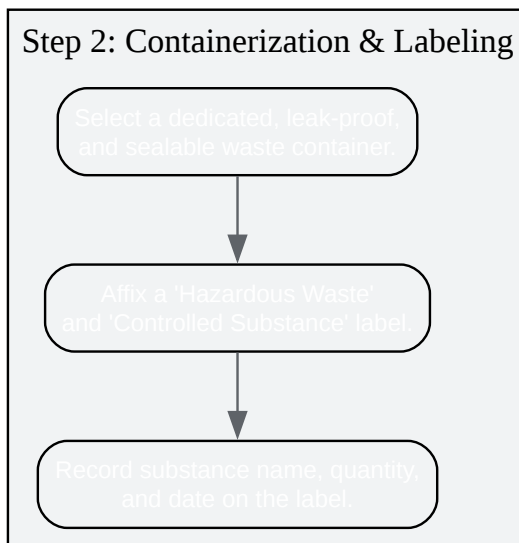 Step 2: Containerization & Labeling
Select a dedicated, leak-proof,
and sealable waste container.
Affix a 'Hazardous Waste'
and 'Controlled Substance' label.
Record substance name, quantity,
and date on the label.